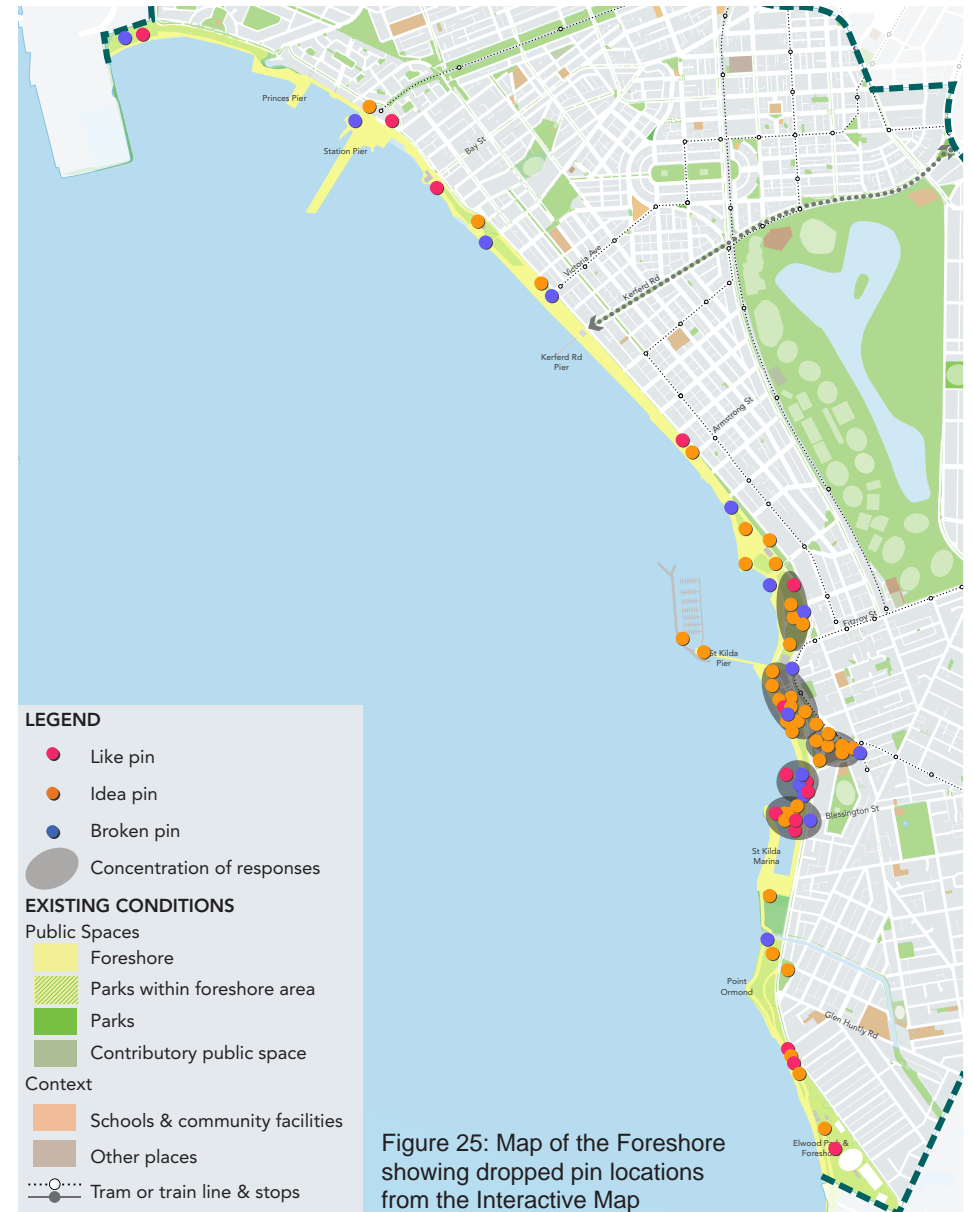 Princes Pier
Station Pier
Bay St
Victoria Ave
Kerferd Rd
Kerferd Rd
Pier
Armstrong St
Fitzroy St
St Kilda
Pier
Blessington St
St Kilda
Marina
Point
Ormond
Glen Huntly Rd
Elwood Park &
Foreshore
LEGEND
Like pin
Idea pin
Broken pin
Concentration of responses
EXISTING CONDITIONS
Public Spaces
Foreshore
Parks within foreshore area
Parks
Contributory public space
Context
Schools & community facilities
Other places
Tram or train line & stops
Figure 25: Map of the Foreshore
showing dropped pin locations
from the Interactive Map